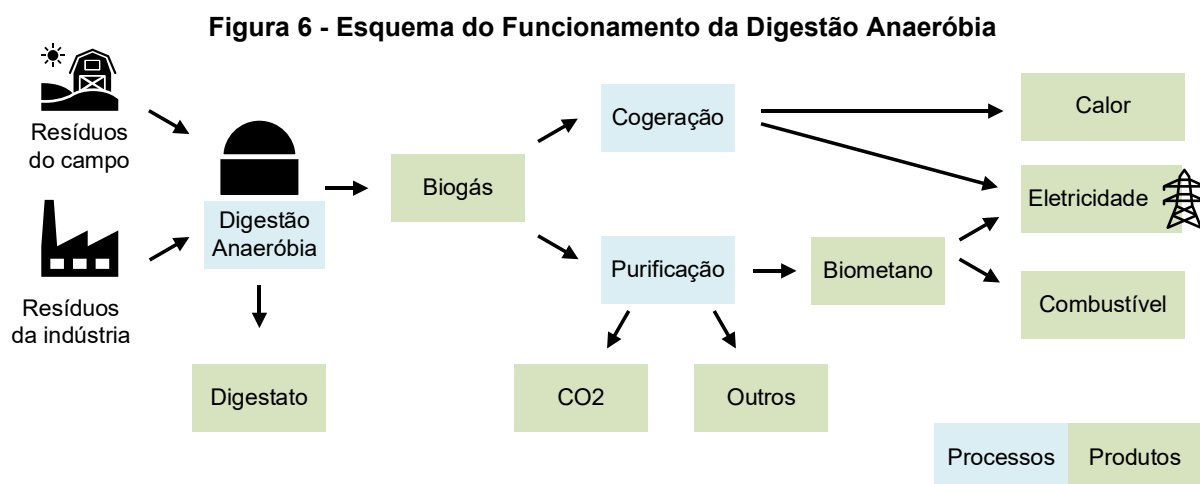 Figura 6 - Esquema do Funcionamento da Digestão Anaeróbia
Resíduos
do campo
Resíduos
da indústria
Digestão
Anaeróbia
Digestato
Biogás
Cogeração
Purificação
CO2
Outros
Biometano
Calor
Eletricidade
Combustível
Processos
Produtos